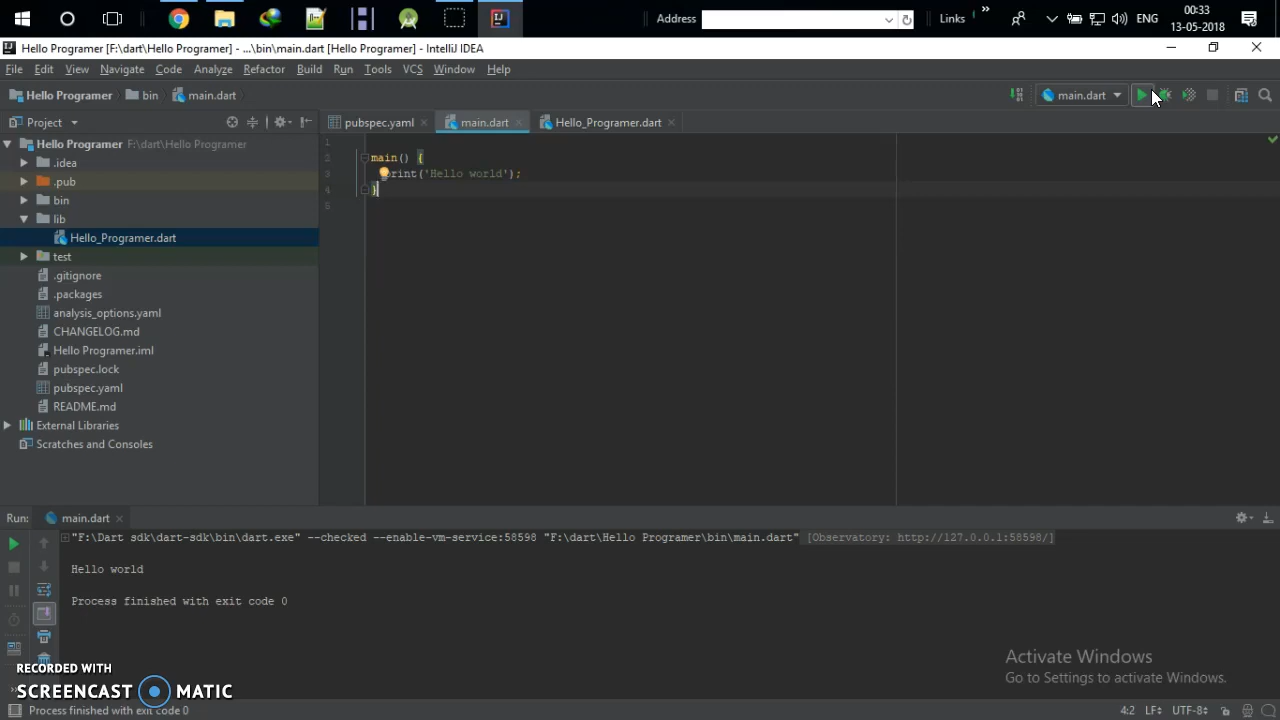 Address
Links
»
ENG
00:33
13-05-2018
Hello Programer [F:\dart\Hello Programer] - ...\bin\main.dart [Hello Programer] - IntelliJ IDEA
File Edit View Navigate Code Analyze Refactor Build Run Tools VCS Window Help
Hello Programer bin main.dart
main.dart
Project
pubspec.yaml main.dart Hello_Programer.dart
Hello Programer F:\dart\Hello Programer
.idea
.pub
bin
lib
Hello_Programer.dart
test
.gitignore
.packages
analysis_options.yaml
CHANGELOG.md
Hello Programer.iml
pubspec.lock
pubspec.yaml
README.md
External Libraries
Scratches and Consoles
1
2 main() {
3 rint('Hello world');
4 }
5
Run: main.dart
"F:\Dart sdk\dart-sdk\bin\dart.exe" --checked --enable-vm-service:58598 "F:\dart\Hello Programer\bin\main.dart" [Observatory: http://127.0.0.1:58598/]
Hello world
Process finished with exit code 0
Activate Windows
Go to Settings to activate Windows.
RECORDED WITH
SCREENCAST MATIC
Process finished with exit code 0
4:2 LF UTF-8